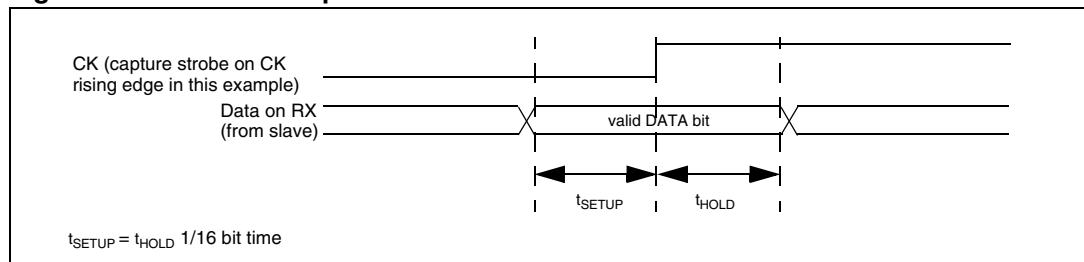 CK (capture strobe on CK
rising edge in this example)
Data on RX
(from slave)
valid DATA bit
tSETUP
tHOLD
tSETUP = tHOLD 1/16 bit time